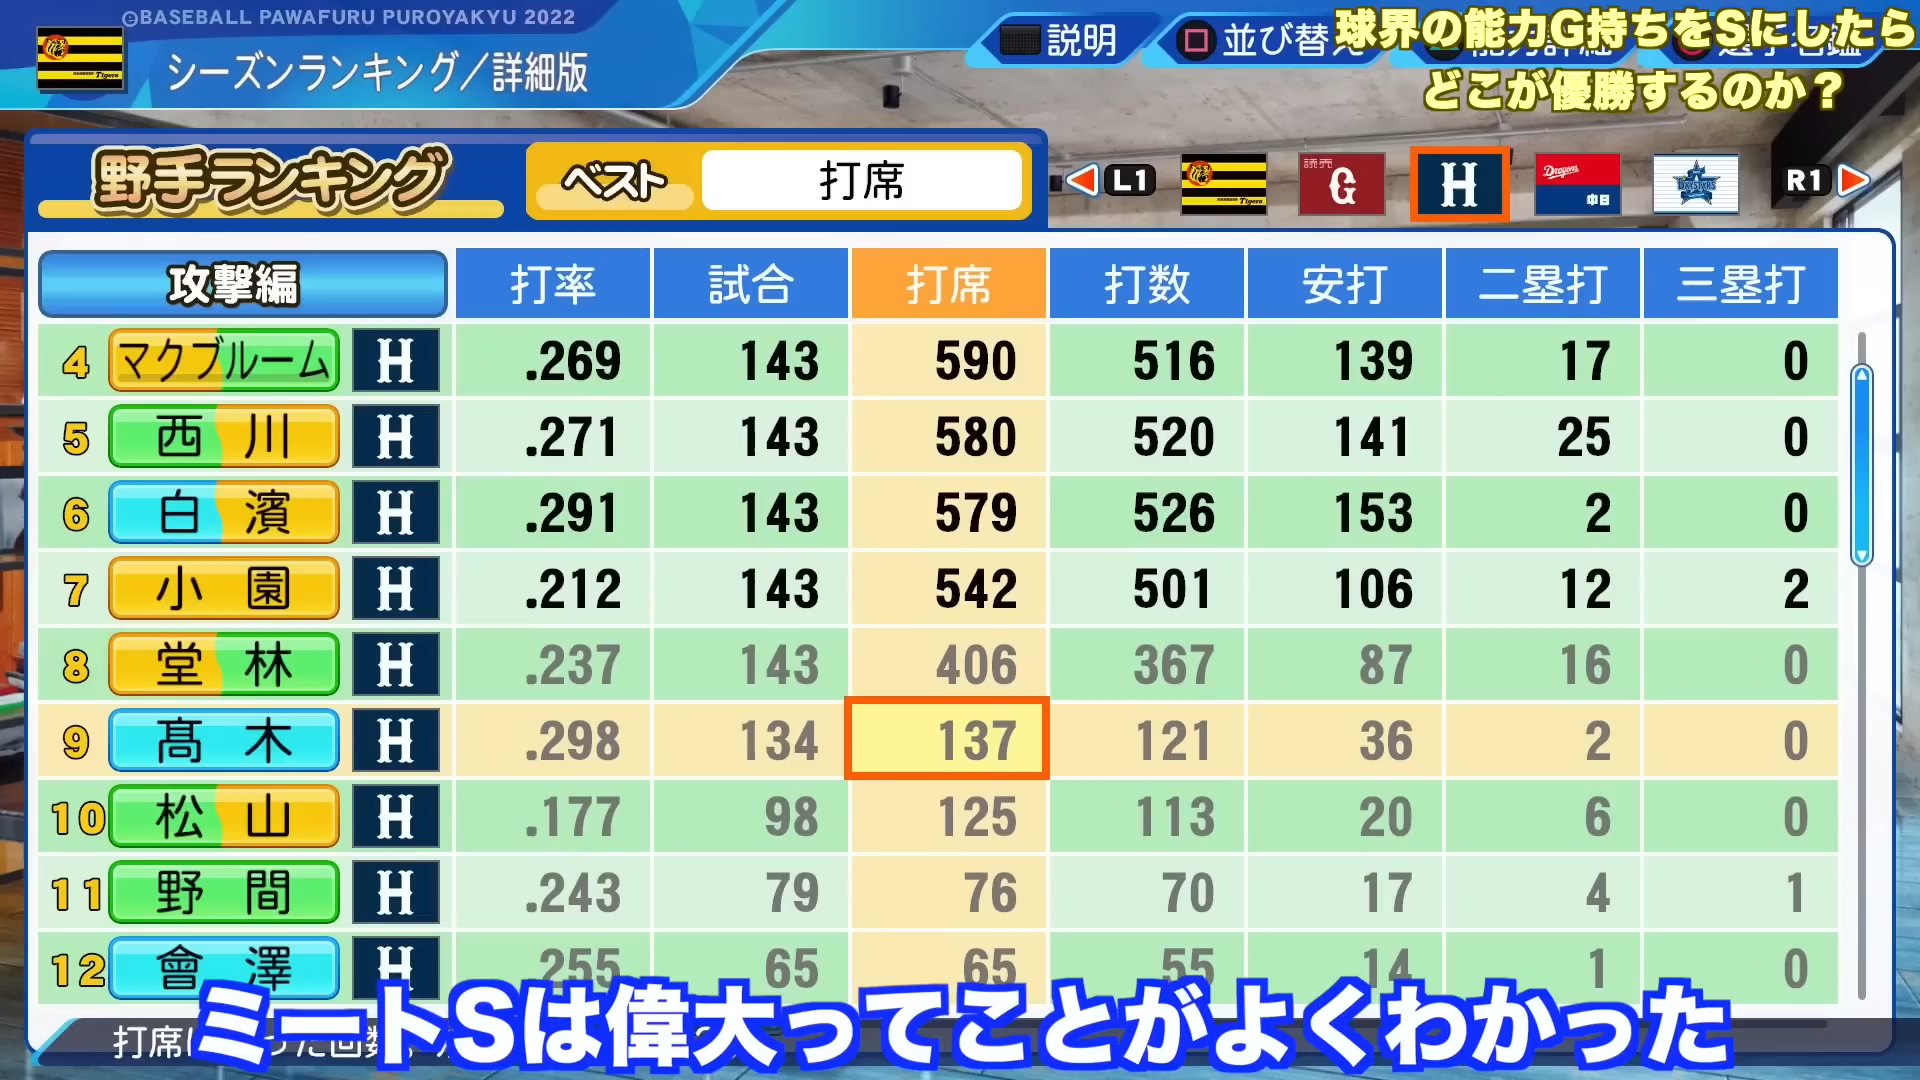 ©BASEBALL PAWAFURU PUROYAKYU 2022
シーズンランキング/詳細版
説明
並び替え
球界の能力G持ちをSにしたら
どこが優勝するのか?
野手ランキング
ベスト 打席
L1 R1
攻撃編 打率 試合 打席 打数 安打 二塁打 三塁打
4 マクブルーム H .269 143 590 516 139 17 0
5 西川 H .271 143 580 520 141 25 0
6 白濱 H .291 143 579 526 153 2 0
7 小園 H .212 143 542 501 106 12 2
8 堂林 H .237 143 406 367 87 16 0
9 髙木 H .298 134 137 121 36 2 0
10 松山 H .177 98 125 113 20 6 0
11 野間 H .243 79 76 70 17 4 1
12 會澤 H .255 65 65 55 14 1 0
ミートSは偉大ってことがよくわかった